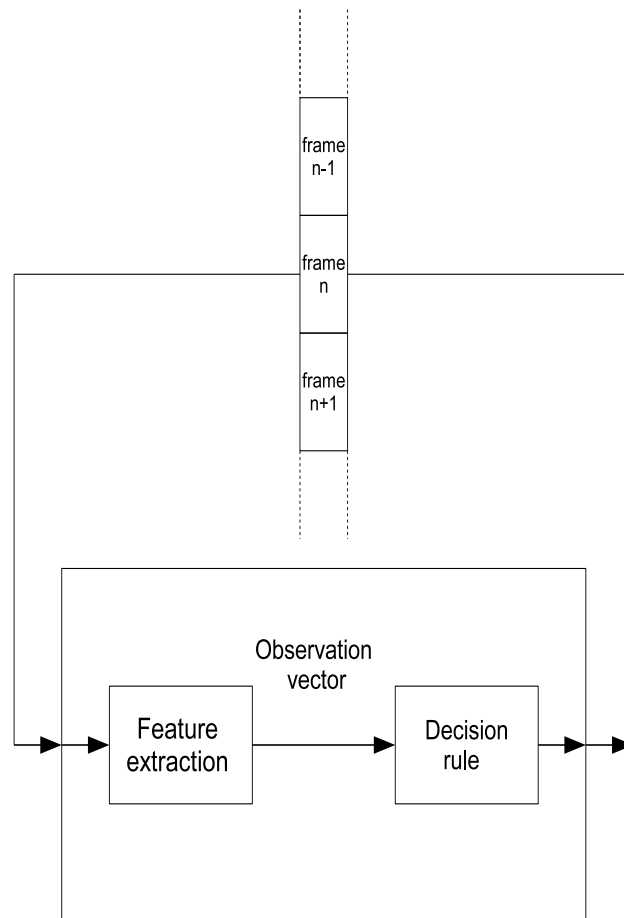 frame
n-1
frame
n
frame
n+1
Observation
vector
Feature
extraction
Decision
rule